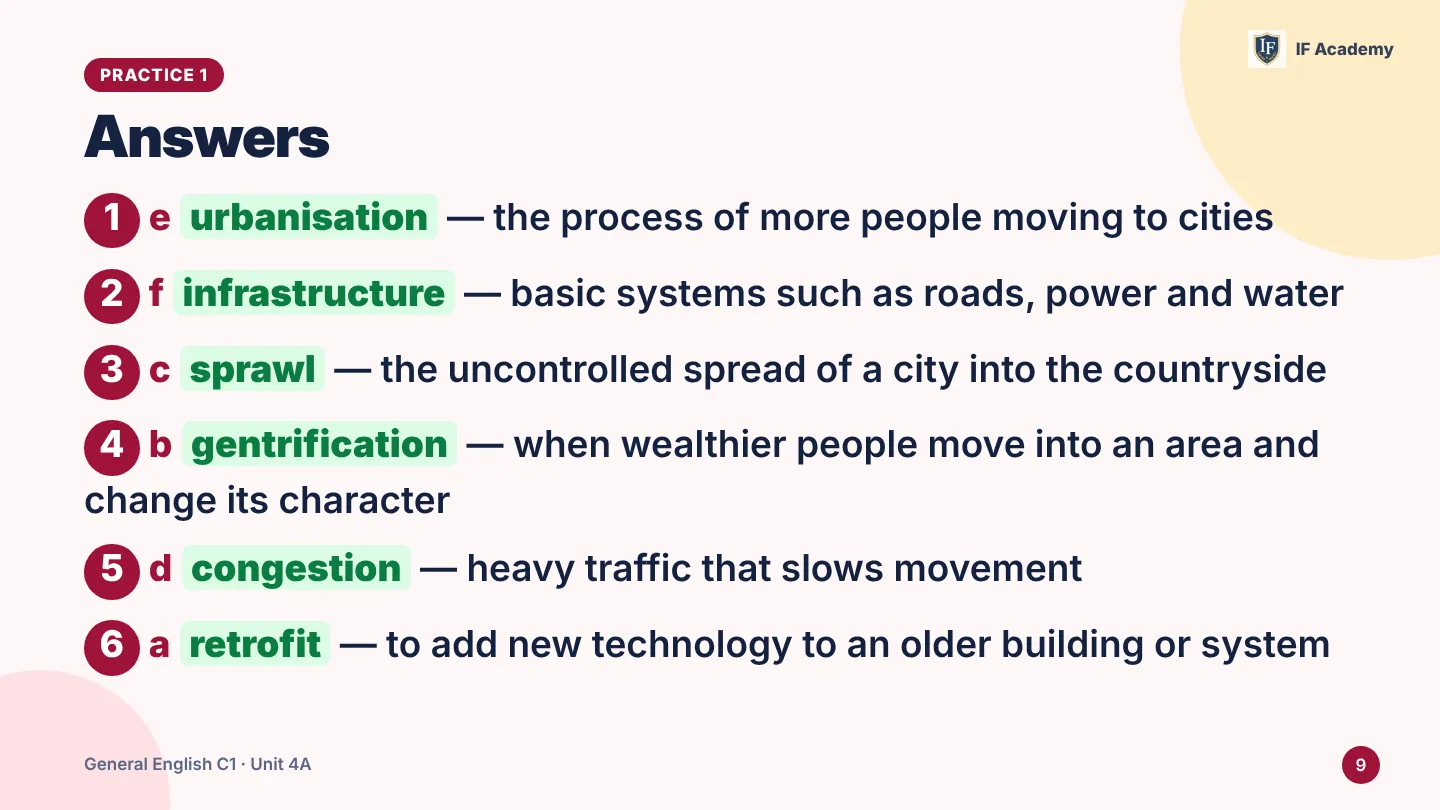 IF
IF Academy
PRACTICE 1
Answers
1 e urbanisation — the process of more people moving to cities
2 f infrastructure — basic systems such as roads, power and water
3 c sprawl — the uncontrolled spread of a city into the countryside
4 b gentrification — when wealthier people move into an area and
change its character
5 d congestion — heavy traffic that slows movement
6 a retrofit — to add new technology to an older building or system
General English C1 · Unit 4A
9